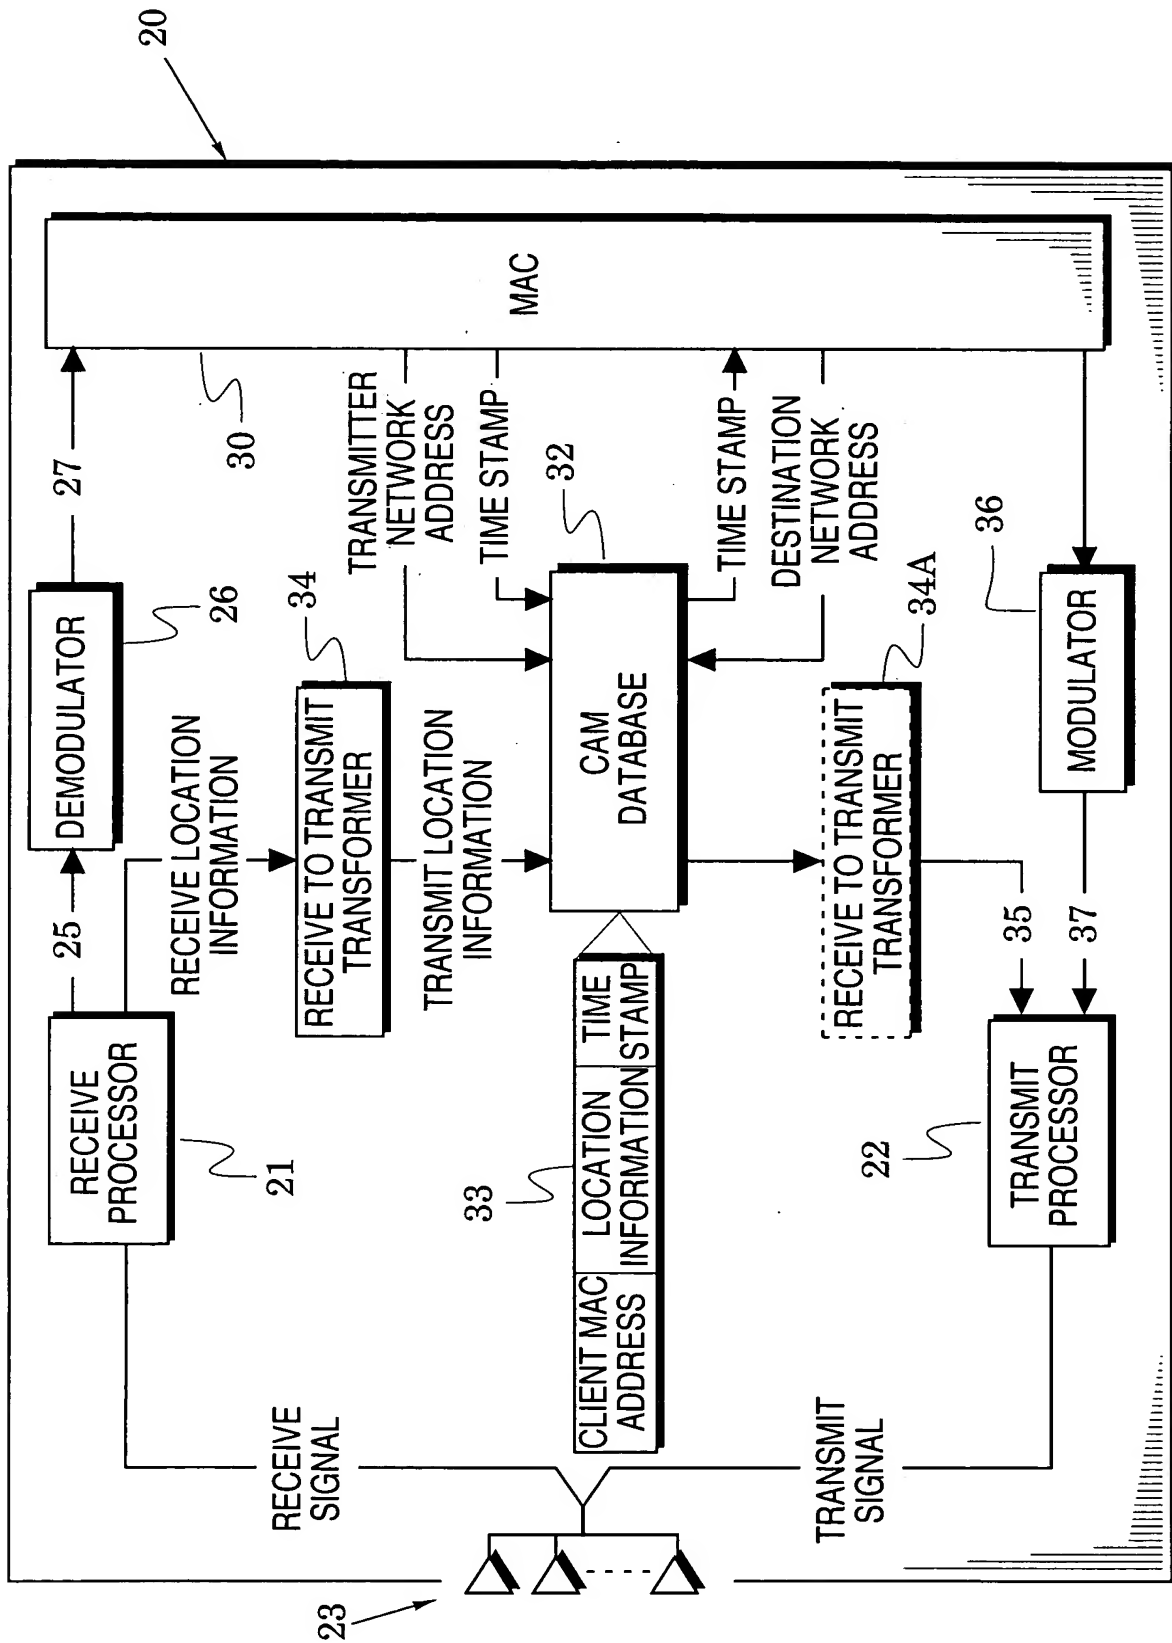 20
RECEIVE
PROCESSOR
21
25
DEMODULATOR
26
27
MAC
30
RECEIVE LOCATION
INFORMATION
RECEIVE TO TRANSMIT
TRANSFORMER
34
TRANSMITTER
NETWORK
ADDRESS
TIME STAMP
TRANSMIT LOCATION
INFORMATION
RECEIVE
SIGNAL
23
33
CLIENT MAC
ADDRESS
LOCATION
INFORMATION
TIME
STAMP
CAM
DATABASE
32
TIME STAMP
DESTINATION
NETWORK
ADDRESS
RECEIVE TO TRANSMIT
TRANSFORMER
34A
TRANSMIT
SIGNAL
22
TRANSMIT
PROCESSOR
35
37
MODULATOR
36